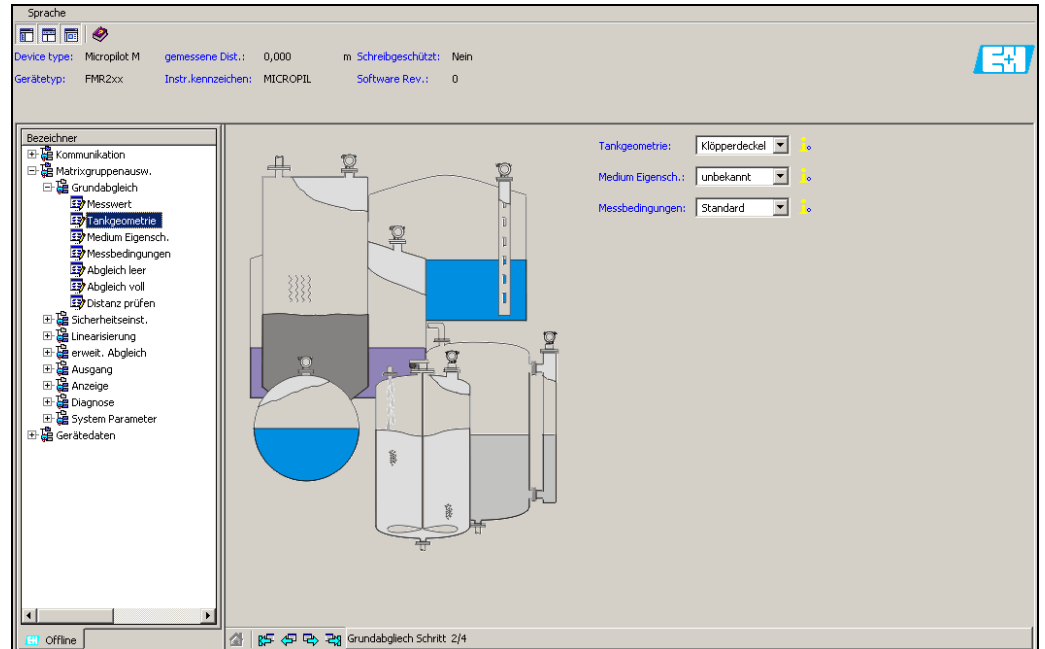 Sprache
Device type: Micropilot M gemessene Dist.: 0,000 m Schreibgeschützt: Nein
Gerätetyp: FMR2xx Instr.kennzeichen: MICROPIL Software Rev.: 0
E+H
Bezeichner
Kommunikation
Matrixgruppenausw.
Grundabgleich
Messwert
Tankgeometrie
Medium Eigensch.
Messbedingungen
Abgleich leer
Abgleich voll
Distanz prüfen
Sicherheitseinst.
Linearisierung
erweit. Abgleich
Ausgang
Anzeige
Diagnose
System Parameter
Gerätedaten
Tankgeometrie: Klöpperdeckel
Medium Eigensch.: unbekannt
Messbedingungen: Standard
Offline
Grundabgliech Schritt 2/4